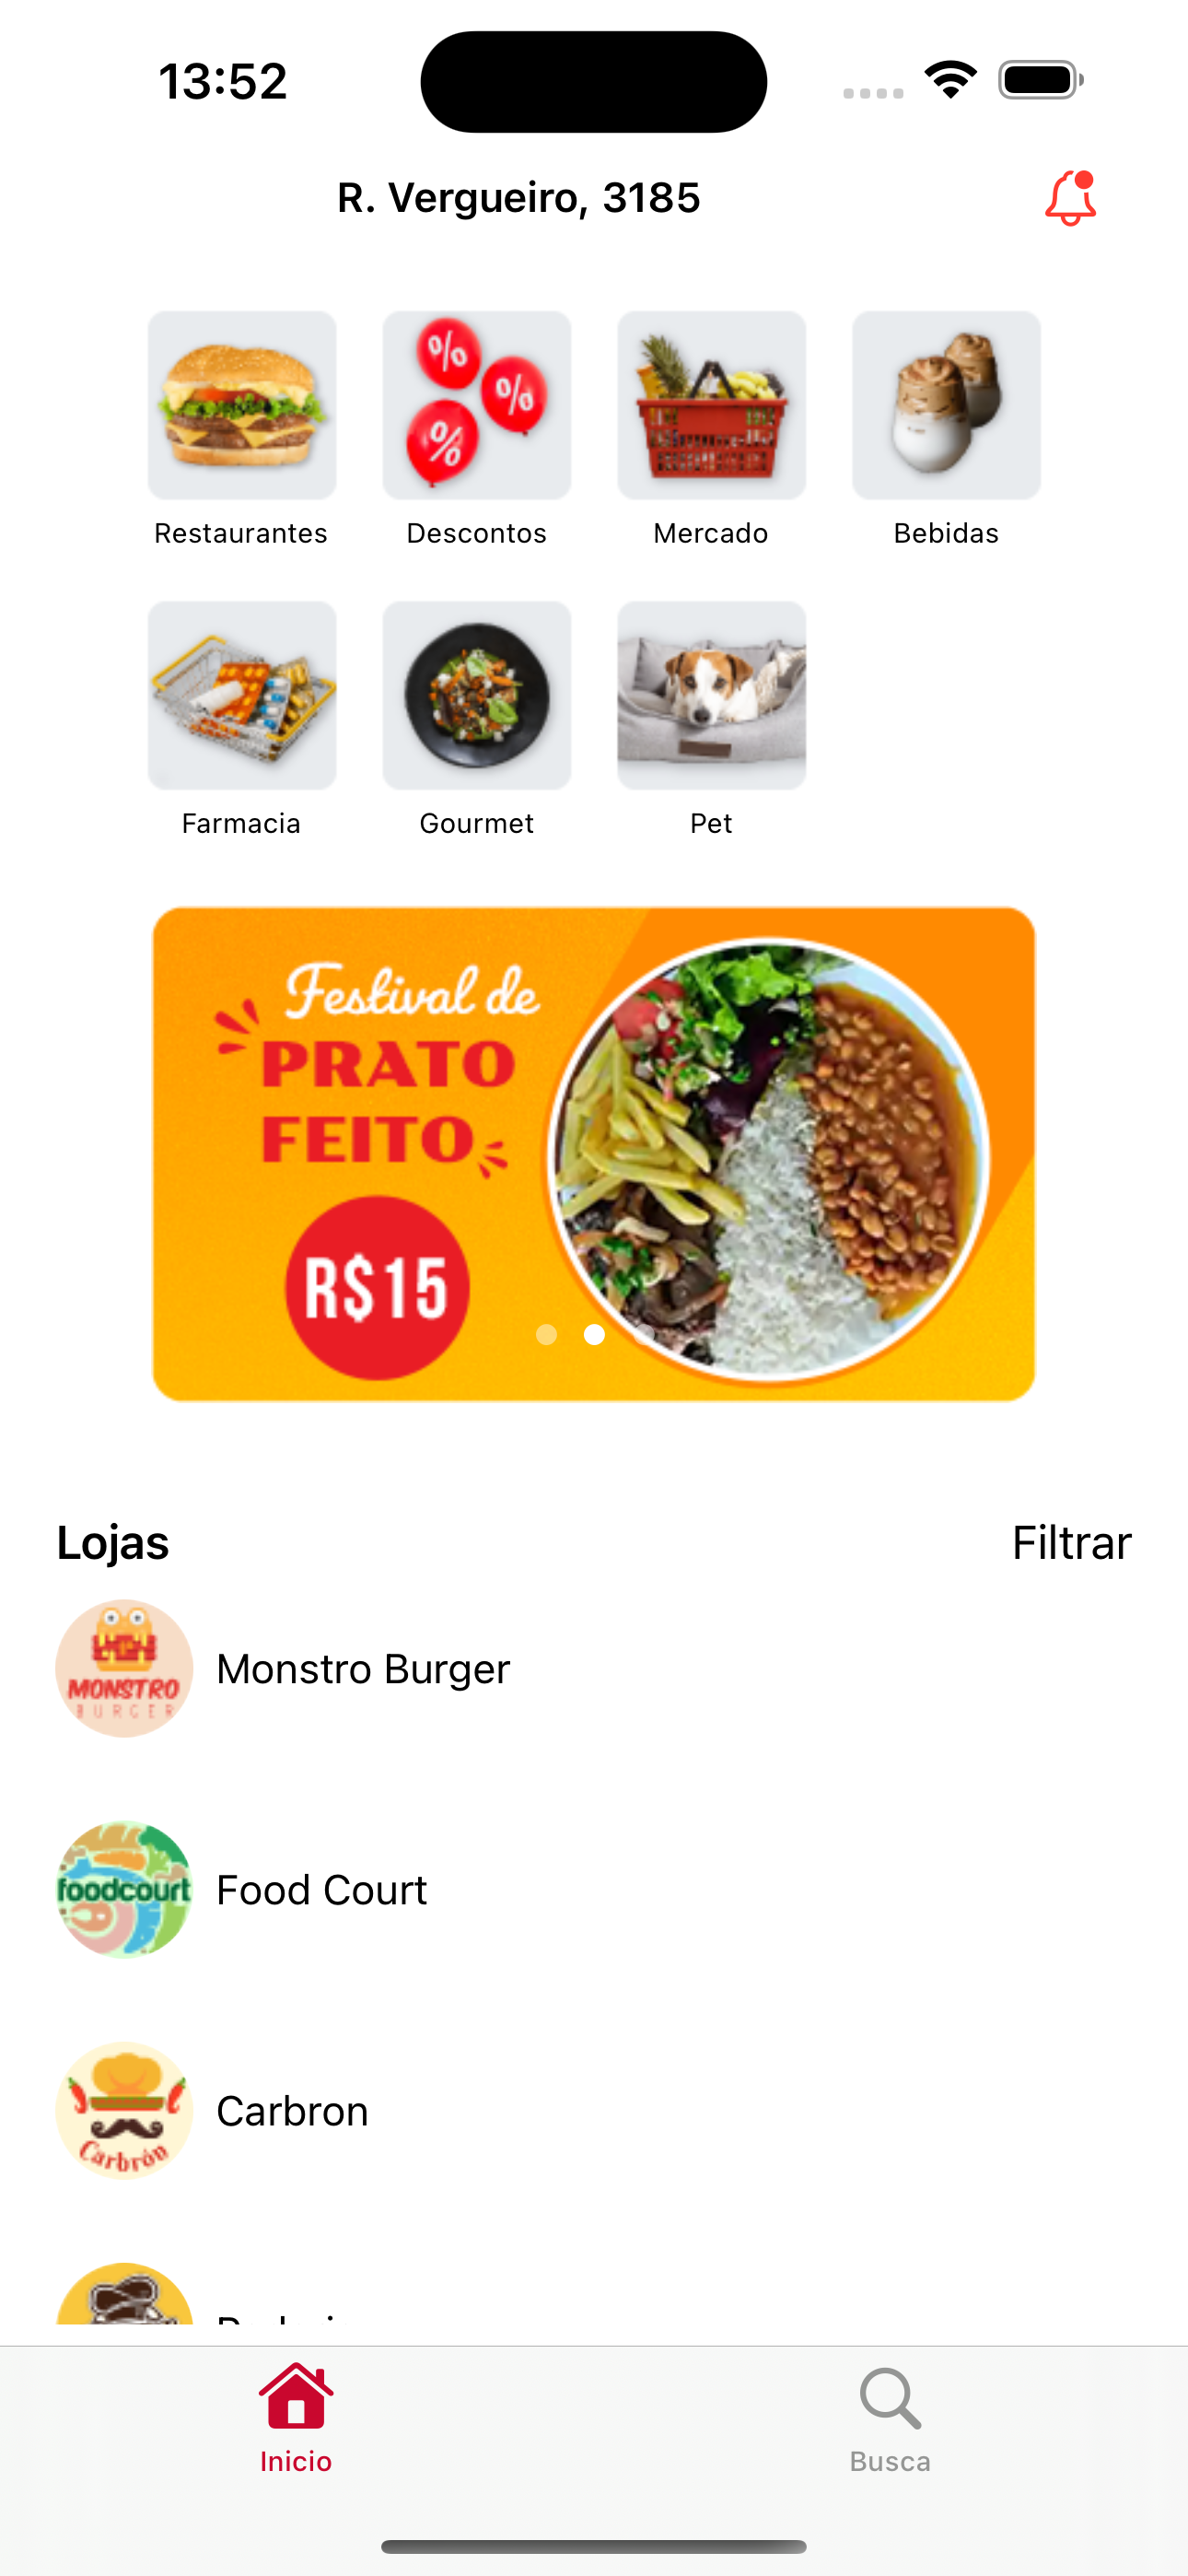 13:52
R. Vergueiro, 3185
Restaurantes
Descontos
Mercado
Bebidas
%
%
%
Farmacia
Gourmet
Pet
Festival de
PRATO
FEITO
R$15
Lojas
Filtrar
MONSTRO
BURGER
Monstro Burger
foodcourt
Food Court
Carbrón
Carbron
Inicio
Busca